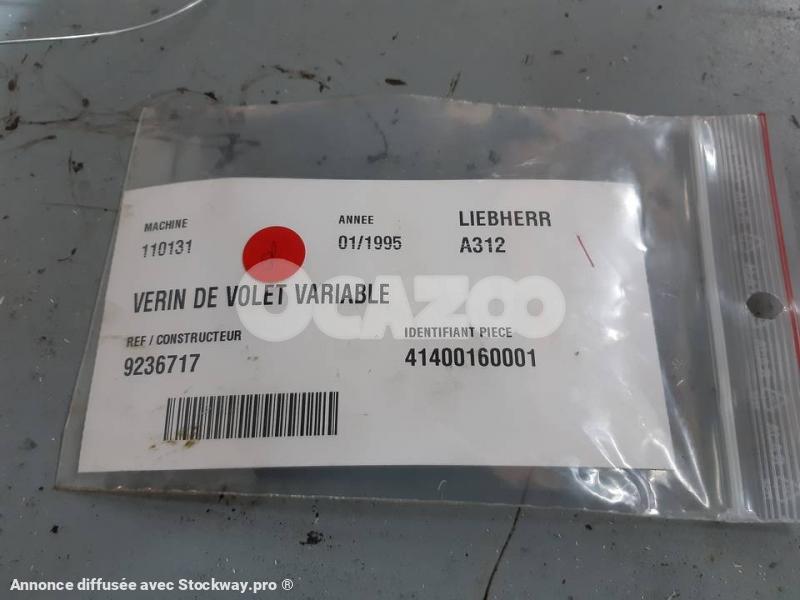 MACHINE
110131
ANNEE
01/1995
LIEBHERR
A312
VERIN DE VOLET VARIABLE
OCAZOO
REF / CONSTRUCTEUR
9236717
IDENTIFIANT PIECE
41400160001
Annonce diffusée avec Stockway.pro ®